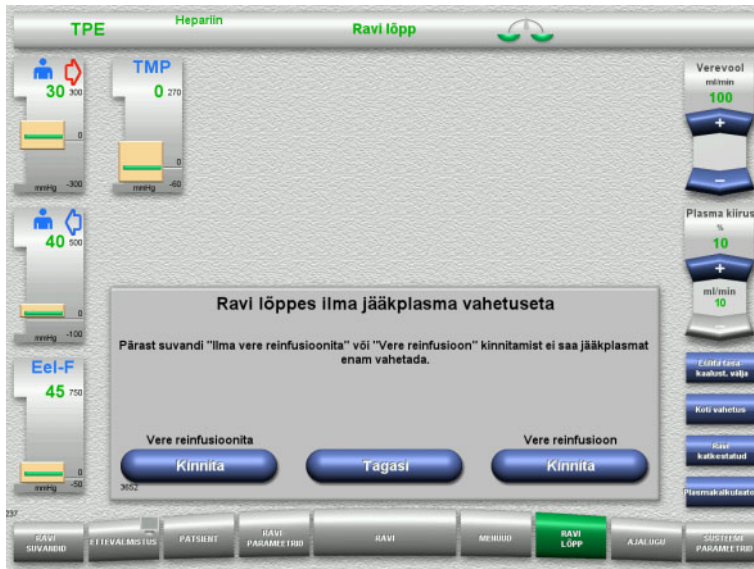 TPE
Hepariin
Ravi lõpp
30 300
0
mmHg -300
TMP
0 270
0
mmHg -60
40 500
0
mmHg -100
Eel-F
45 750
0
mmHg -50
Verevool
ml/min
100
+
−
Plasma kiirus
%
10
+
ml/min
10
−
Ravi lõppes ilma jääkplasma vahetuseta
Pärast suvandi "Ilma vere reinfusioonita" või "Vere reinfusioon" kinnitamist ei saa jääkplasmat
enam vahetada.
Vere reinfusioonita
Kinnita
Tagasi
Vere reinfusioon
Kinnita
3652
kaalust. välja
Koti vahetus
Ravi
katkestatud
Plasmakalkulaator
237
RAVI
SUVANDID
ETTEVALMISTUS
PATSIENT
RAVI
PARAMEETRID
RAVI
MENUUD
RAVI
LÕPP
AJALUGU
SÜSTEEMI
PARAMEETRID